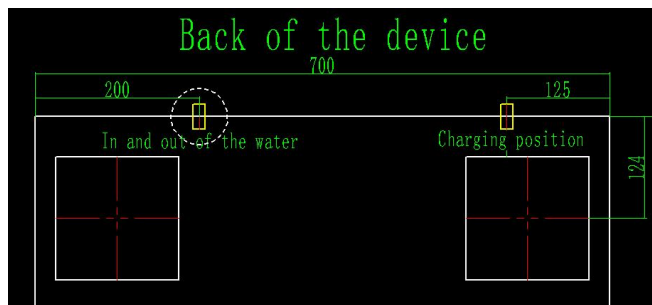 Back of the device
700
200
125
In and out of the water
Charging position
124